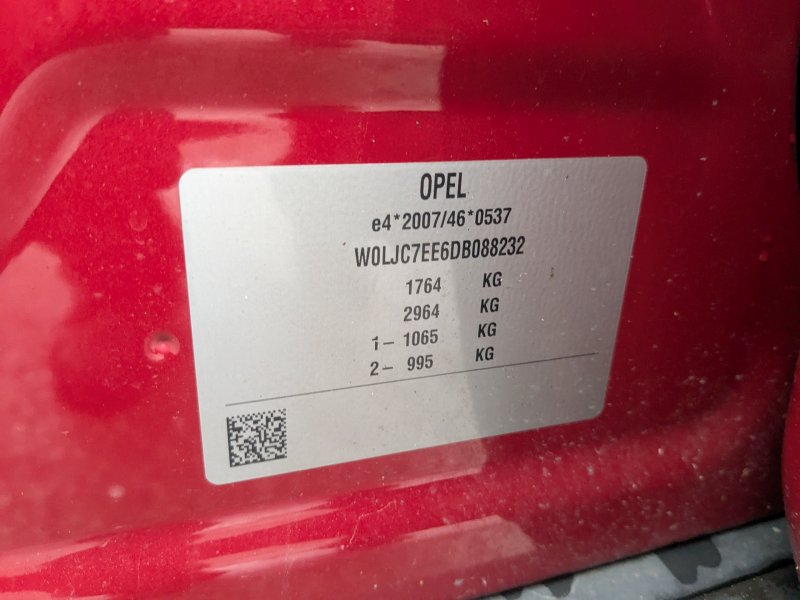 OPEL
e4*2007/46*0537
W0LJC7EE6DB088232
1764 KG
2964 KG
1- 1065 KG
2- 995 KG